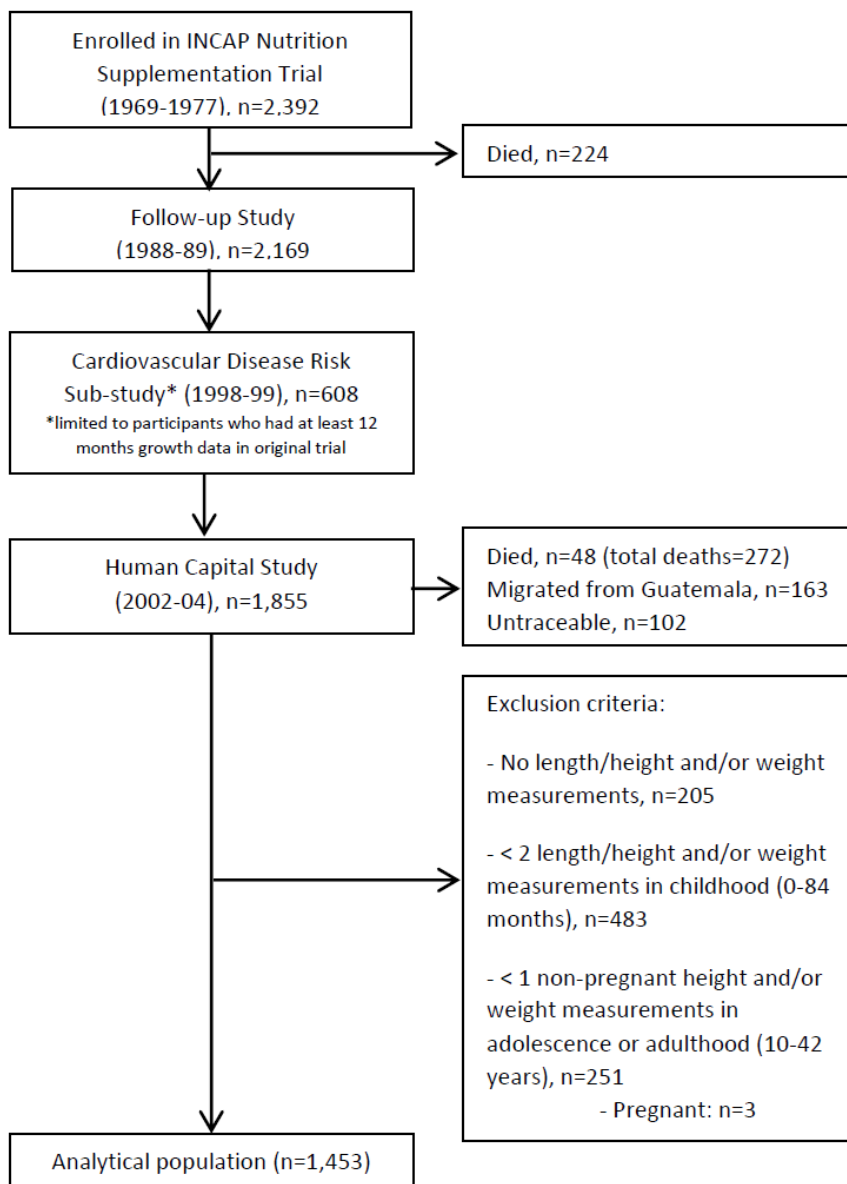 Enrolled in INCAP Nutrition
Supplementation Trial
(1969-1977), n=2,392
Died, n=224
Follow-up Study
(1988-89), n=2,169
Cardiovascular Disease Risk
Sub-study* (1998-99), n=608
*limited to participants who had at least 12
months growth data in original trial
Human Capital Study
(2002-04), n=1,855
Died, n=48 (total deaths=272)
Migrated from Guatemala, n=163
Untraceable, n=102
Exclusion criteria:
- No length/height and/or weight
measurements, n=205
- < 2 length/height and/or weight
measurements in childhood (0-84
months), n=483
- < 1 non-pregnant height and/or
weight measurements in
adolescence or adulthood (10-42
years), n=251
- Pregnant: n=3
Analytical population (n=1,453)